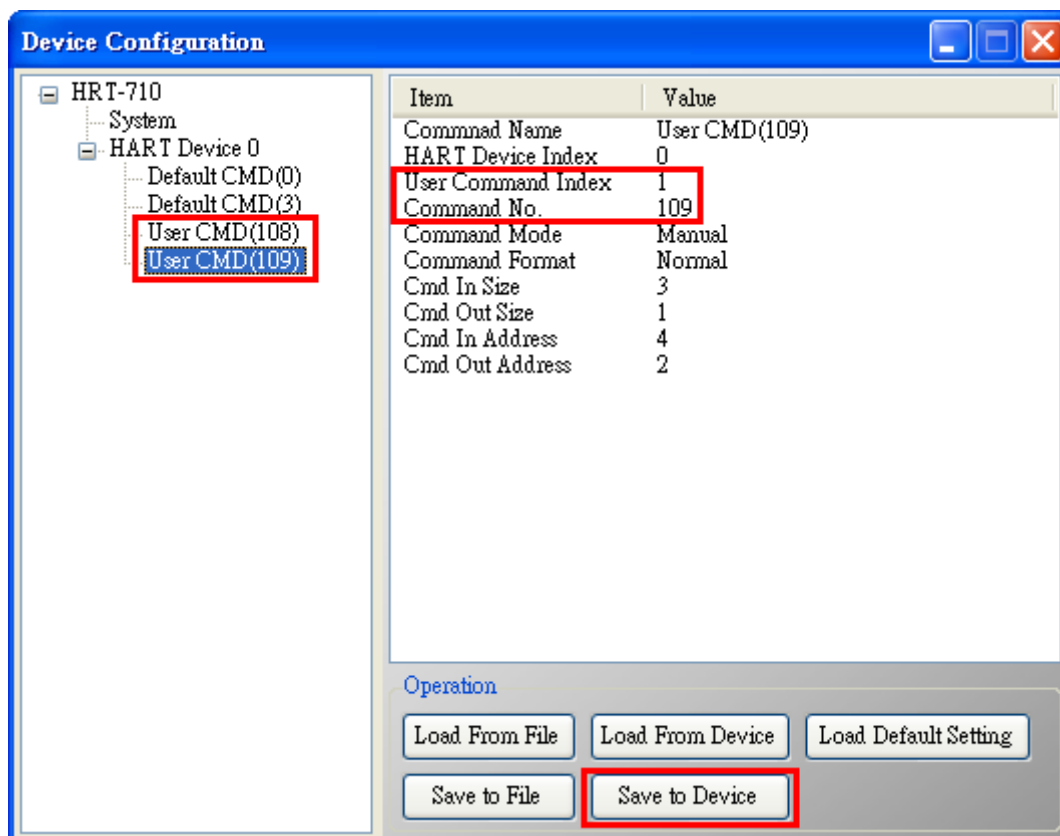 Device Configuration
HRT-710
System
HART Device 0
Default CMD(0)
Default CMD(3)
User CMD(108)
User CMD(109)
Item Value
Commnad Name User CMD(109)
HART Device Index 0
User Command Index 1
Command No. 109
Command Mode Manual
Command Format Normal
Cmd In Size 3
Cmd Out Size 1
Cmd In Address 4
Cmd Out Address 2
Operation
Load From File Load From Device Load Default Setting
Save to File Save to Device